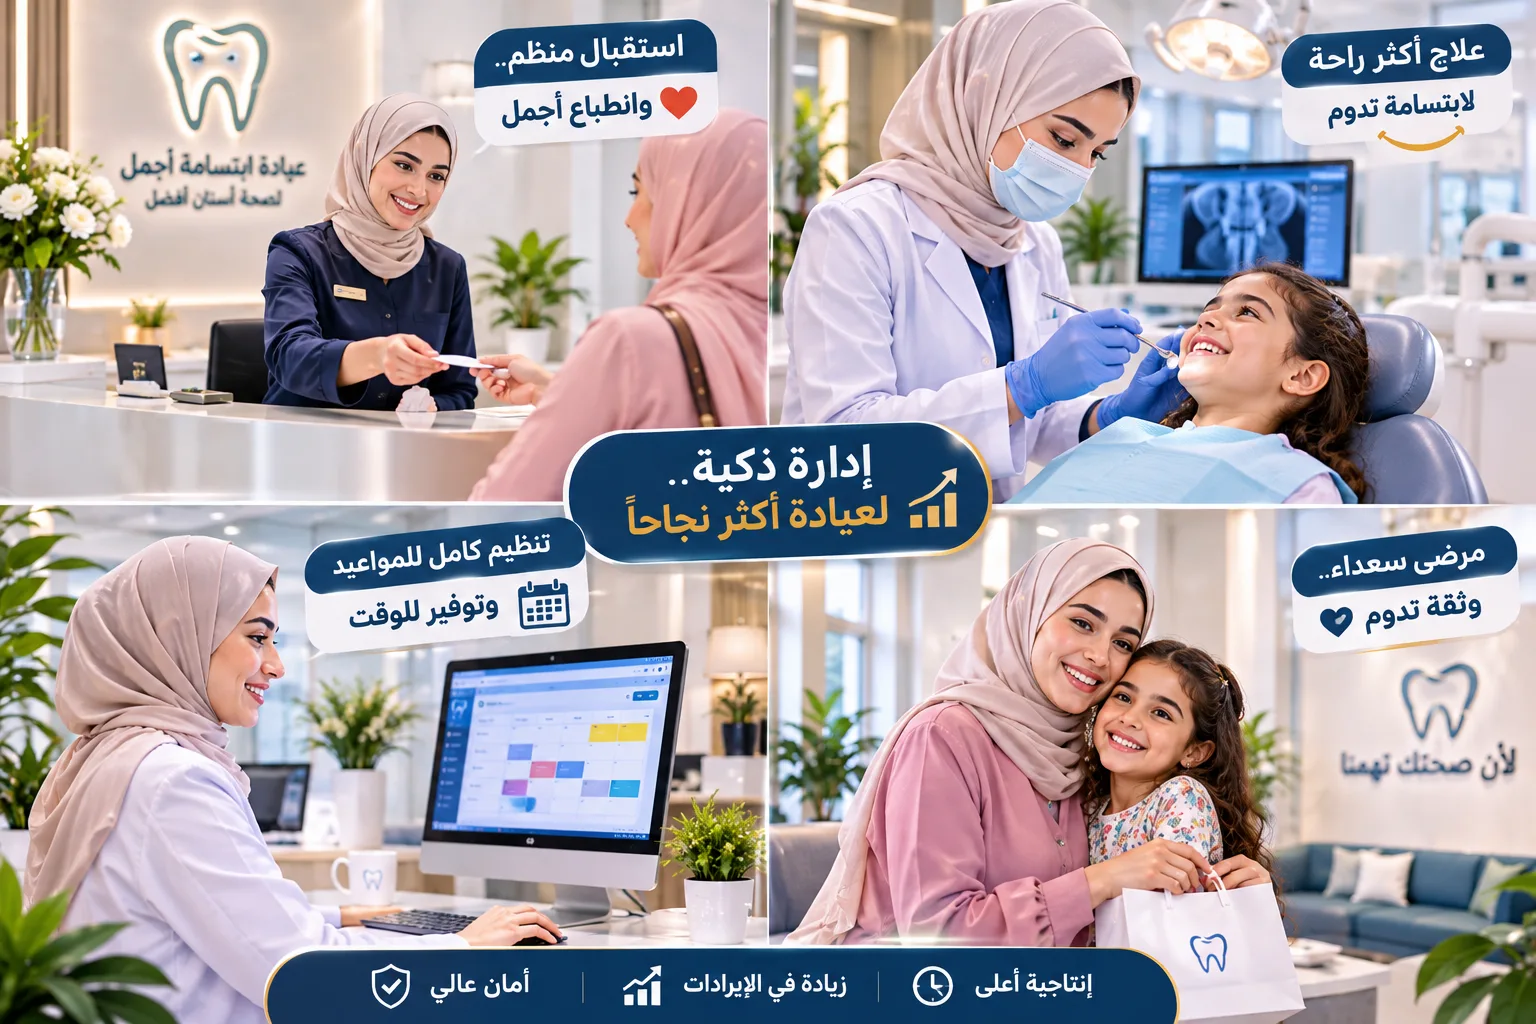 استقبال منظم..
وانطباع أجمل
عيادة ابتسامة أجمل
لصحة أسنان أفضل
علاج أكثر راحة
لابتسامة تدوم
إدارة ذكية..
لعيادة أكثر نجاحاً
تنظيم كامل للمواعيد
وتوفير للوقت
مرضى سعداء..
وثقة تدوم
لأن صحتك تهمنا
إنتاجية أعلى
زيادة في الإيرادات
أمان عالي